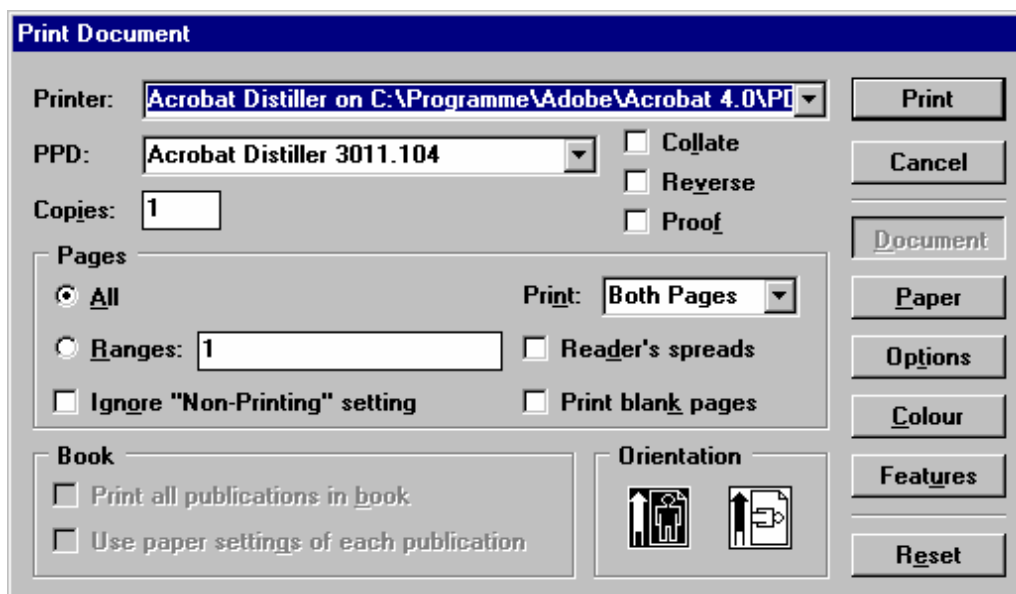 Print Document
Printer: Acrobat Distiller on C:\Programme\Adobe\Acrobat 4.0\PD Print
PPD: Acrobat Distiller 3011.104 Collate Cancel
Reverse
Copies: 1 Proof
Document
Pages
All Print: Both Pages Paper
Ranges: 1 Reader's spreads Options
Ignore "Non-Printing" setting Print blank pages Colour
Book Orientation
Print all publications in book Features
Use paper settings of each publication Reset